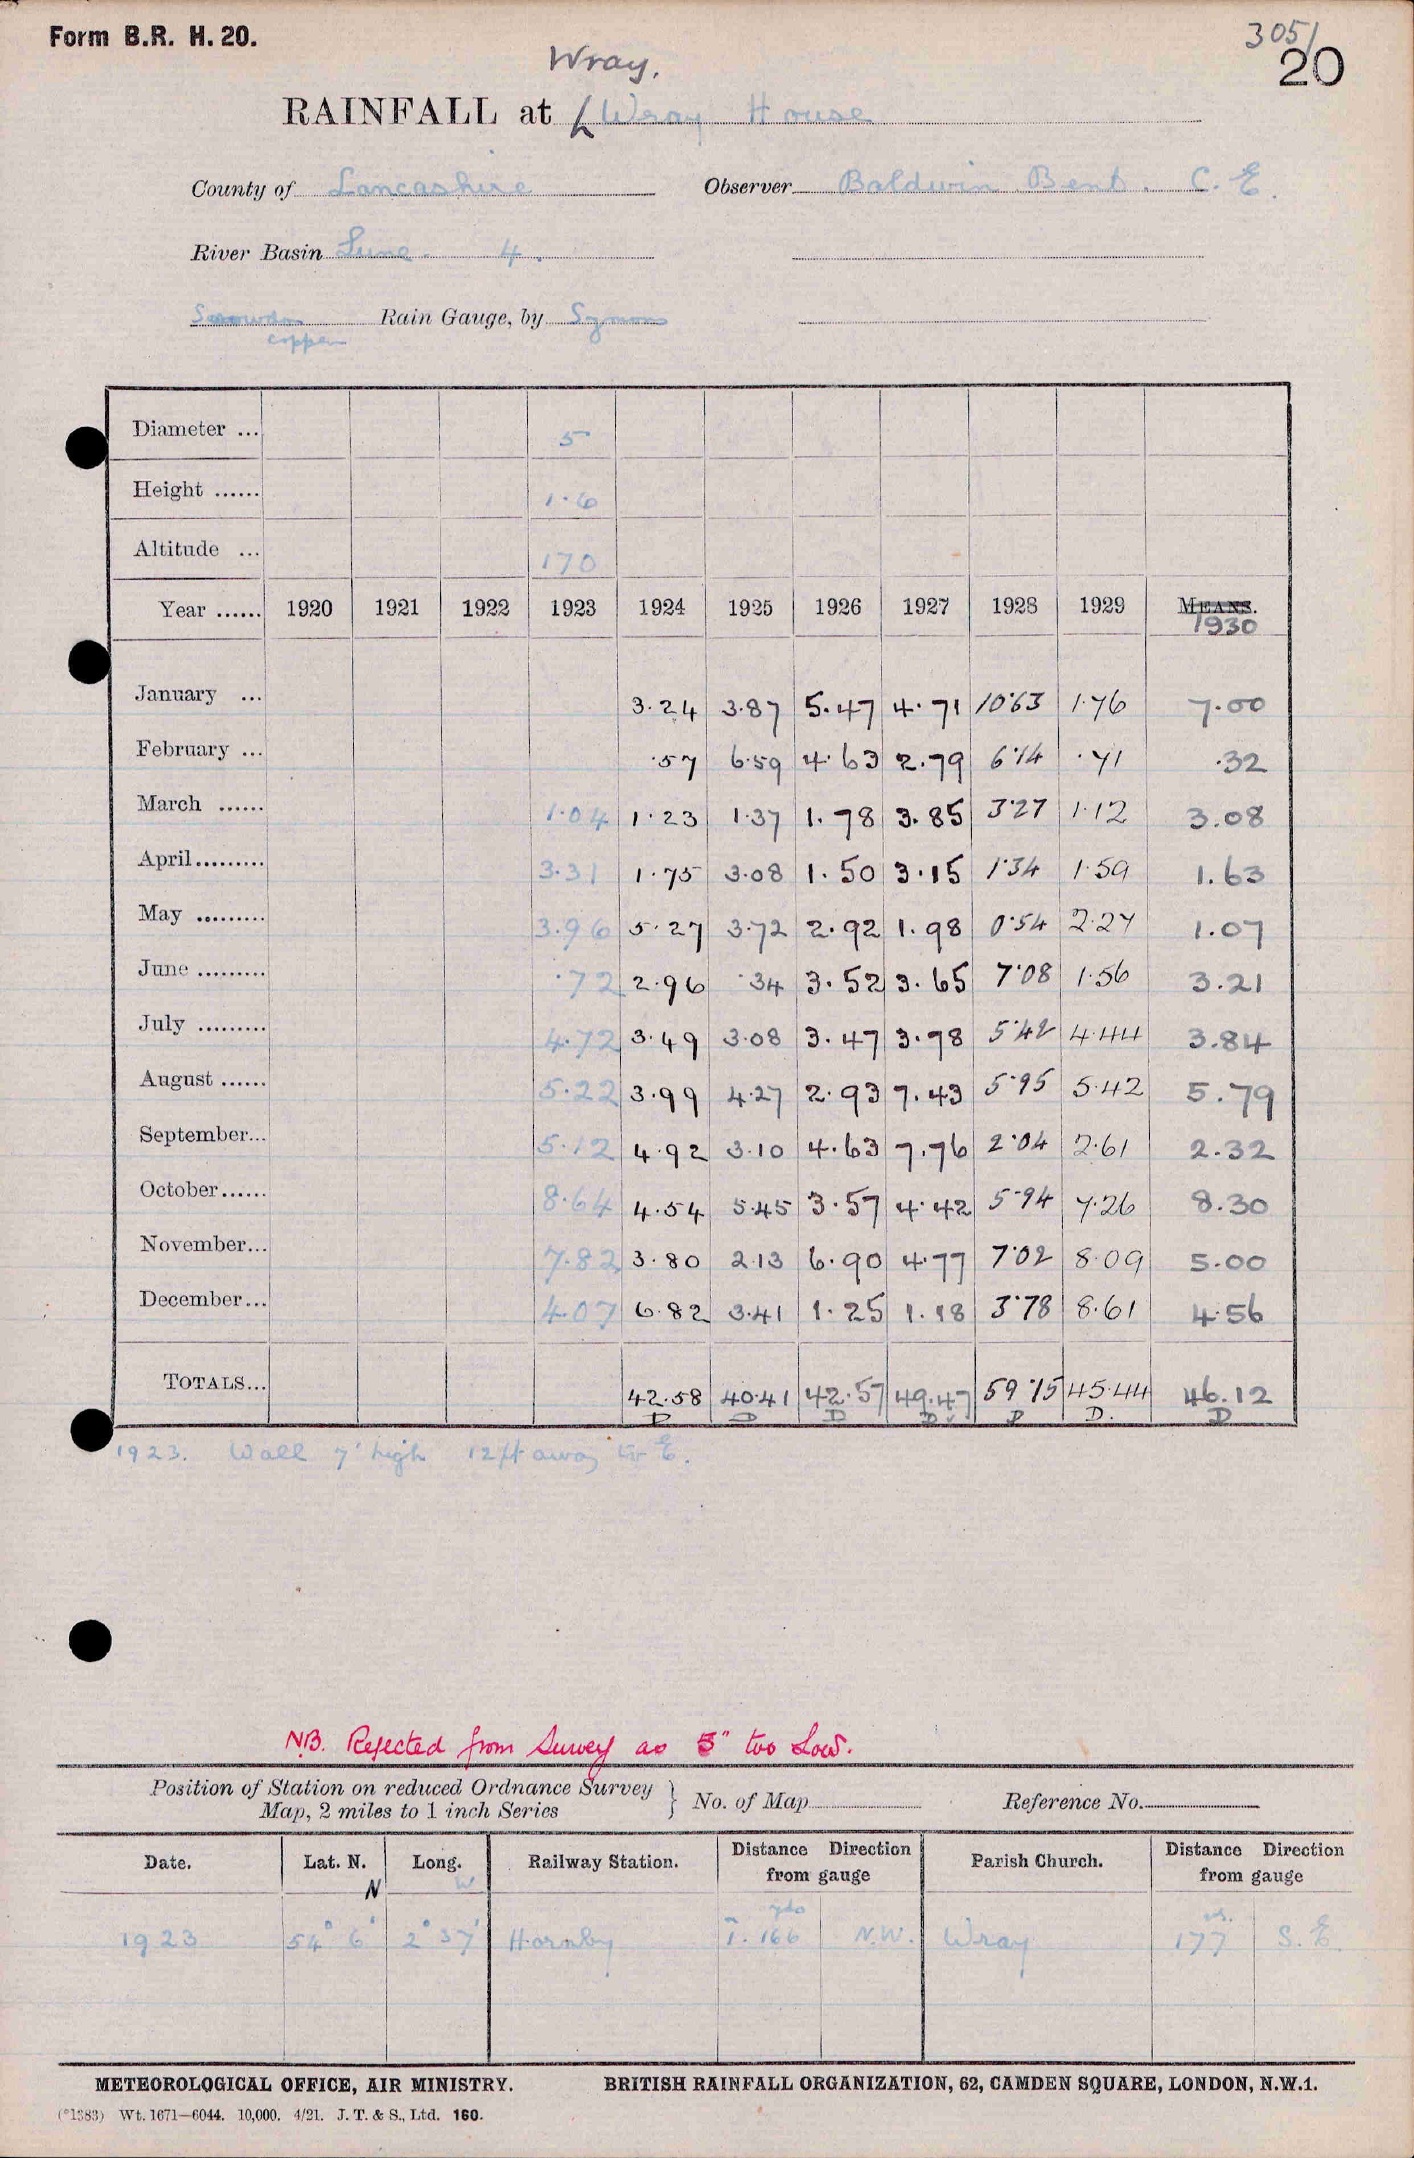 Form B.R. H. 20.
3051
20
Wray.
RAINFALL at Wray House
County of Lancashire Observer Baldwin Bent. C.E.
River Basin Lune. 4.
Snowdon Rain Gauge, by Symons
copper
Diameter ... 5
Height ...... 1.6
Altitude ... 170
Year ...... 1920 1921 1922 1923 1924 1925 1926 1927 1928 1929 MEANS.
1930
January ... 3.24 3.87 5.47 4.71 10.63 1.76 7.00
February ... .57 6.59 4.63 2.79 6.14 .71 .32
March ...... 1.04 1.23 1.37 1.78 3.85 3.27 1.12 3.08
April......... 3.31 1.75 3.08 1.50 3.15 1.34 1.59 1.63
May ......... 3.96 5.27 3.72 2.92 1.98 0.54 2.27 1.07
June ......... .72 2.96 .34 3.52 3.65 7.08 1.56 3.21
July ......... 4.72 3.49 3.08 3.47 3.78 5.42 4.44 3.84
August ...... 5.22 3.99 4.27 2.93 7.43 5.95 5.42 5.79
September... 5.12 4.92 3.10 4.63 7.76 2.04 2.61 2.32
October...... 8.64 4.54 5.45 3.57 4.42 5.94 7.26 8.30
November... 7.82 3.80 2.13 6.90 4.77 7.02 8.09 5.00
December... 4.07 6.82 3.41 1.25 1.18 3.78 8.61 4.56
TOTALS... 42.58 40.41 42.57 49.47 59.15 45.44 46.12
D D D D D D. D
1923. Wall 7' high 12 ft away to E.
NB. Rejected from Survey as 5" too Low.
Position of Station on reduced Ordnance Survey
Map, 2 miles to 1 inch Series } No. of Map Reference No.
Date. Lat. N. Long. Railway Station. Distance Direction from gauge Parish Church. Distance Direction from gauge
N W
yds
1923 54° 6' 2° 37' Hornby 1. 166 N.W. Wray 177 S.E.
METEOROLOGICAL OFFICE, AIR MINISTRY. BRITISH RAINFALL ORGANIZATION, 62, CAMDEN SQUARE, LONDON, N.W.1.
(*1383) Wt. 1671—6044. 10,000. 4/21. J. T. & S., Ltd. 160.